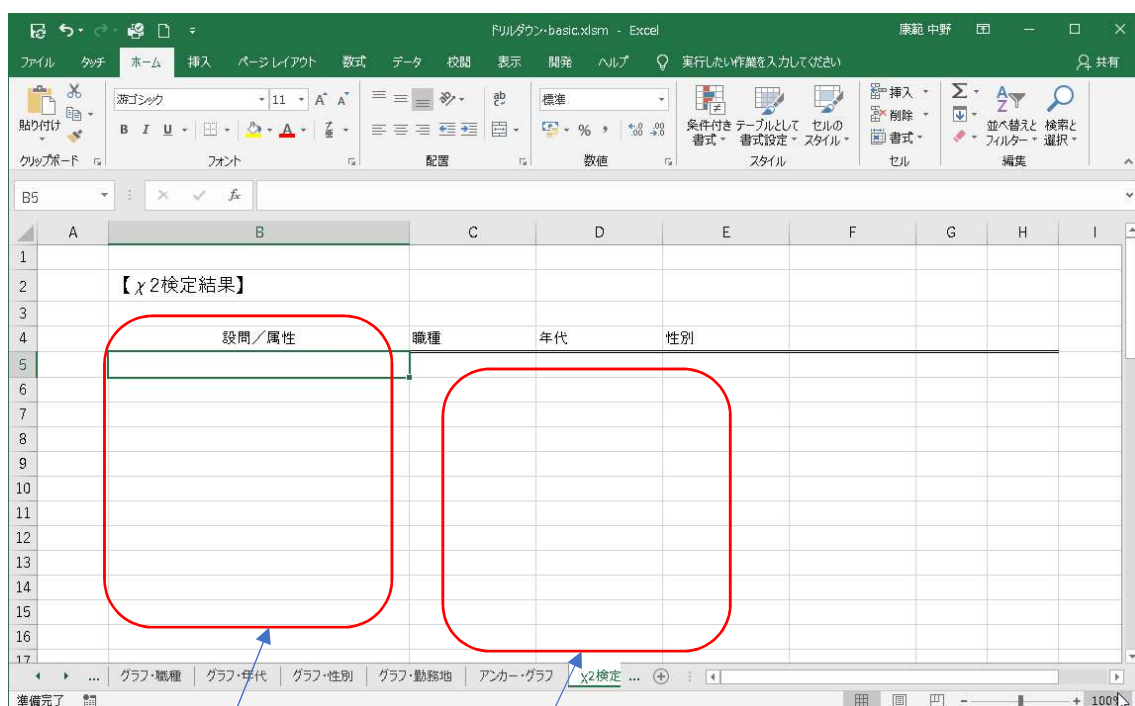 ドリルダウン-basic.xlsm - Excel
康範 中野
ファイル タッチ ホーム 挿入 ページ レイアウト 数式 データ 校閲 表示 開発 ヘルプ 実行したい作業を入力してください 共有
貼り付け
游ゴシック 11 A A
B I U A
ab
標準
% , .00
条件付き書式
テーブルとして書式設定
セルのスタイル
挿入
削除
書式
Σ
並べ替えとフィルター
検索と選択
クリップボード フォント 配置 数値 スタイル セル 編集
B5 fx
A B C D E F G H I
1
2 【χ2検定結果】
3
4 設問／属性 職種 年代 性別
5
6
7
8
9
10
11
12
13
14
15
16
17
... グラフ・職種 グラフ・年代 グラフ・性別 グラフ・勤務地 アンカー・グラフ χ2検定 ...
準備完了 100%